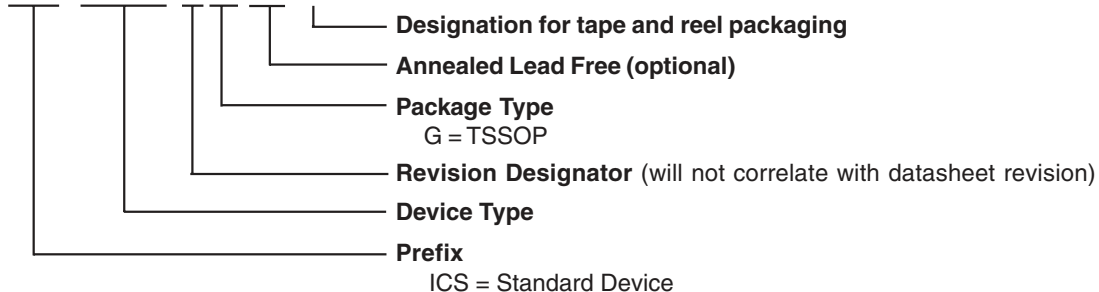 Designation for tape and reel packaging
Annealed Lead Free (optional)
Package Type
G = TSSOP
Revision Designator (will not correlate with datasheet revision)
Device Type
Prefix
ICS = Standard Device